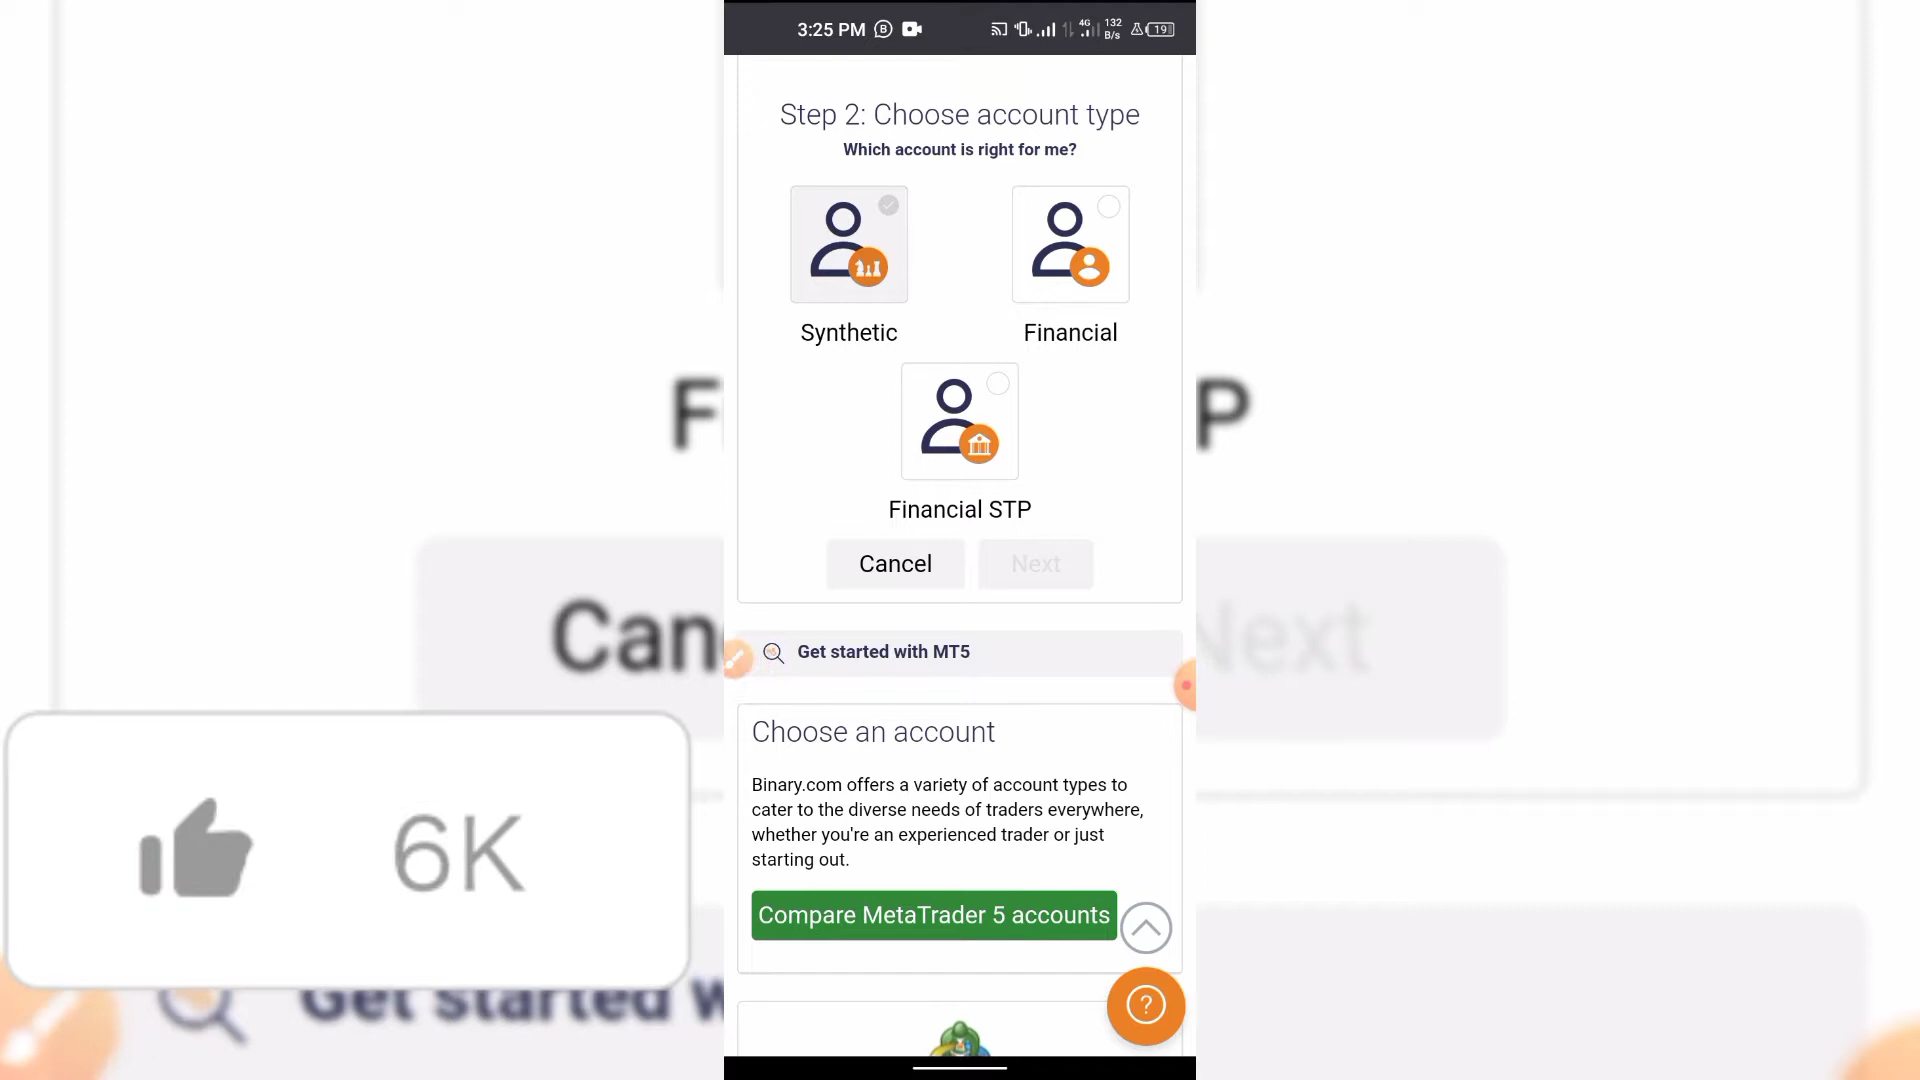 3:25 PM
4G
132
B/s
19
Step 2: Choose account type
Which account is right for me?
Synthetic
Financial
Financial STP
Cancel
Next
Get started with MT5
Choose an account
Binary.com offers a variety of account types to
cater to the diverse needs of traders everywhere,
whether you're an experienced trader or just
starting out.
Compare MetaTrader 5 accounts
?
F
P
Can
Next
6K
Get started w